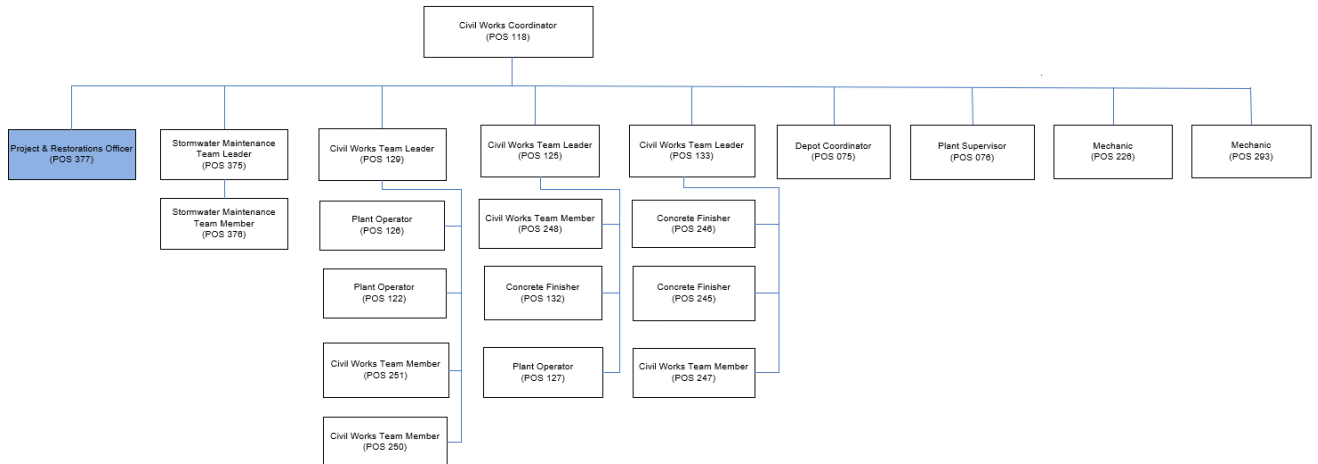 Civil Works Coordinator
(POS 118)
Project & Restorations Officer
(POS 377)
Stormwater Maintenance
Team Leader
(POS 375)
Civil Works Team Leader
(POS 129)
Civil Works Team Leader
(POS 125)
Civil Works Team Leader
(POS 133)
Depot Coordinator
(POS 075)
Plant Supervisor
(POS 076)
Mechanic
(POS 226)
Mechanic
(POS 293)
Stormwater Maintenance
Team Member
(POS 376)
Plant Operator
(POS 126)
Civil Works Team Member
(POS 248)
Concrete Finisher
(POS 246)
Plant Operator
(POS 122)
Concrete Finisher
(POS 132)
Concrete Finisher
(POS 245)
Civil Works Team Member
(POS 251)
Plant Operator
(POS 127)
Civil Works Team Member
(POS 247)
Civil Works Team Member
(POS 250)